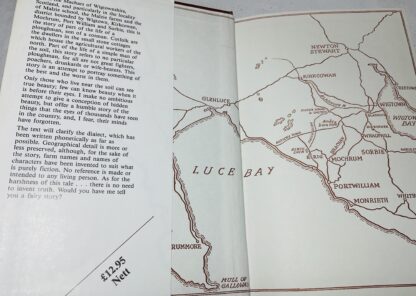 Machars of Wigtownshire,
Scotland, and particularly in the locality
of Malzie school, the Malzie farms and the
district bounded by Wigtown, Kirkcowan,
Mochrum, Port William and Sorbie, this is
the story of part of the life of a
ploughman, son of a cottar. Cotfolk are
the dwellers in the small stone cottages
which house the agricultural workers of the
north. Part of the life of a simple man of
the soil, this story refers to no particular
ploughman, for all are not great fighters,
poachers, drunkards or wife-beaters. This
story is an attempt to portray something of
the best and the worst in them.
Only those who live near the soil can see
true beauty; few can know beauty when it
is before their eyes. I make no ambitious
attempt to give a conception of hidden
beauty, but offer a humble story of the
things that the eyes of thousands have seen
in the country, and, I fear, their minds
have forgotten.
The text will clarify the dialect, which has
been written phonetically as far as
possible. Geographical detail is more or
less preserved, although, for the sake of
the story, farm names and names of
characters have been invented to suit what
is purely fiction. No reference is made or
intended to any living person. As for the
harshness of this tale . . . there is no need
to invent truth. Would you have me tell
you a fairy story?
£12.95
Nett
NEWTON
STEWART
KIRKCOWAN
GLENLUCE
WIGTOWN
BAY
SORBIE
MOCHRUM
ELRIG
LUCE BAY
PORTWILLIAM
MONREITH
WHIT
DRUMMORE
MULL OF
GALLOWAY